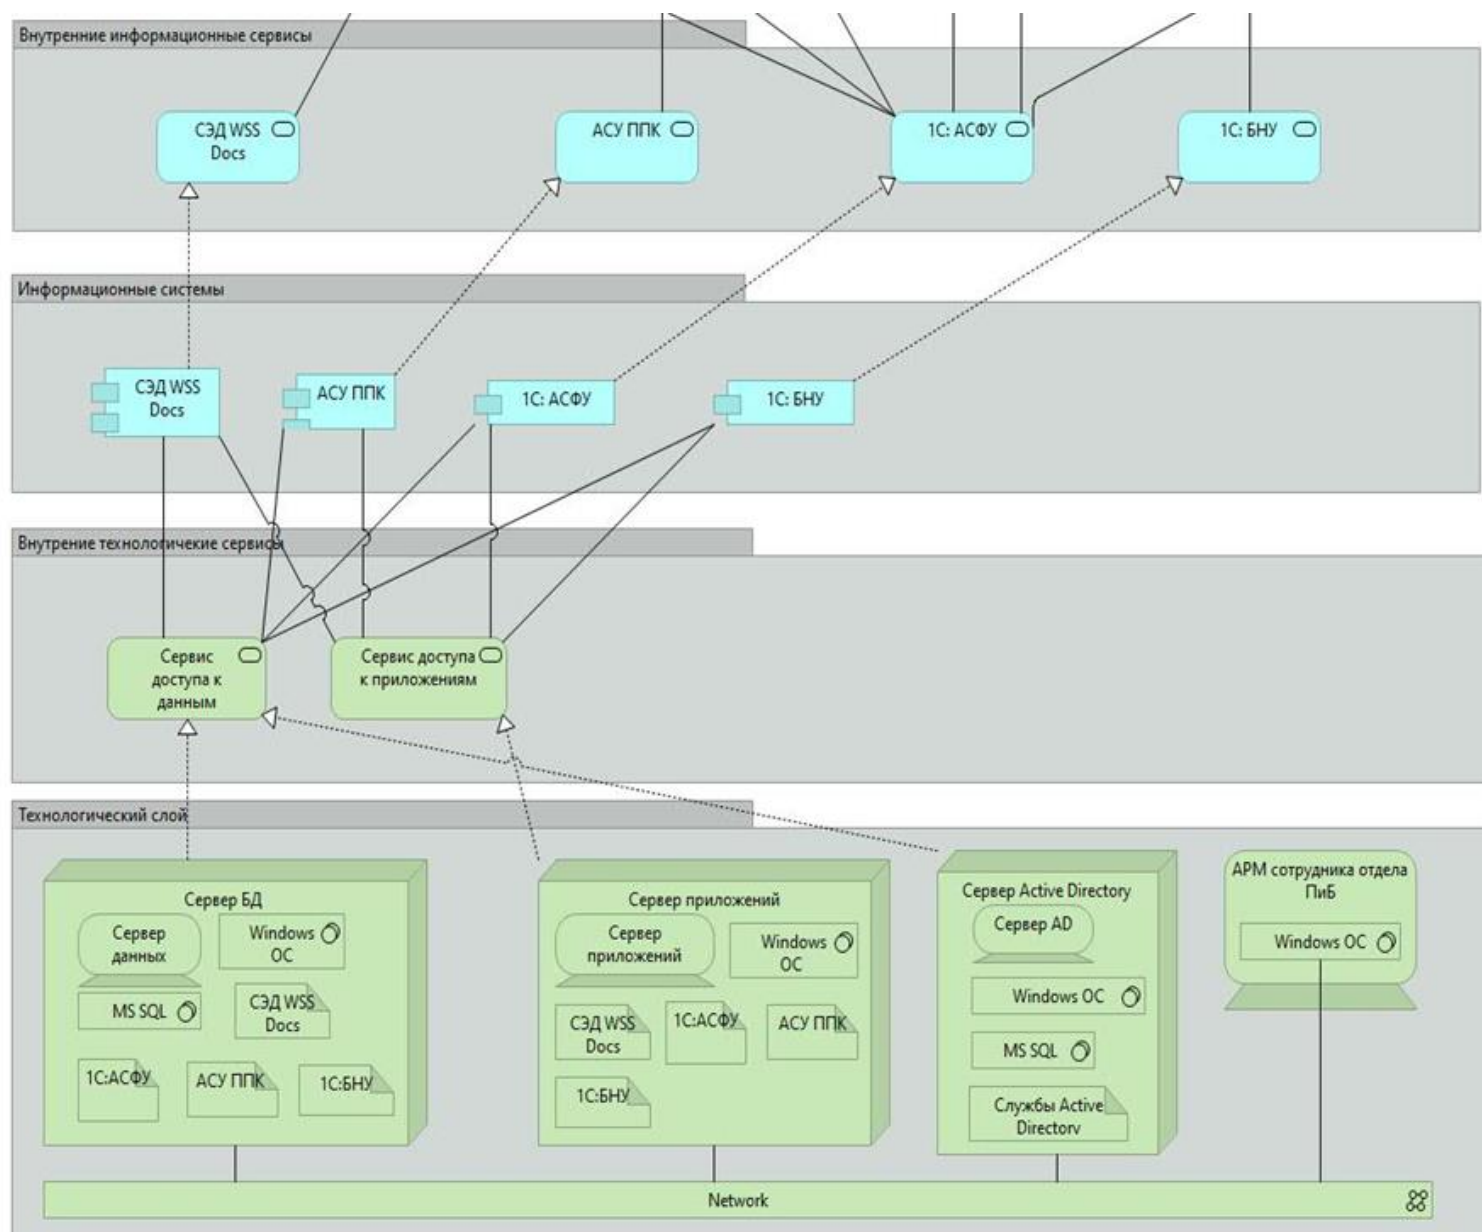 Внутренние информационные сервисы
СЭД WSS
Docs
АСУ ППК
1С: АСФУ
1С: БНУ
Информационные системы
СЭД WSS
Docs
АСУ ППК
1С: АСФУ
1С: БНУ
Внутрение технологичекие сервисы
Сервис
доступа к
данным
Сервис доступа
к приложениям
Технологический слой
Сервер БД
Сервер
данных
Windows
ОС
MS SQL
СЭД WSS
Docs
1С:АСФУ
АСУ ППК
1С:БНУ
Сервер приложений
Сервер
приложений
Windows
ОС
СЭД WSS
Docs
1С:АСФУ
АСУ ППК
1С:БНУ
Сервер Active Directory
Сервер AD
Windows ОС
MS SQL
Службы Active
Directory
АРМ сотрудника отдела
ПиБ
Windows ОС
Network